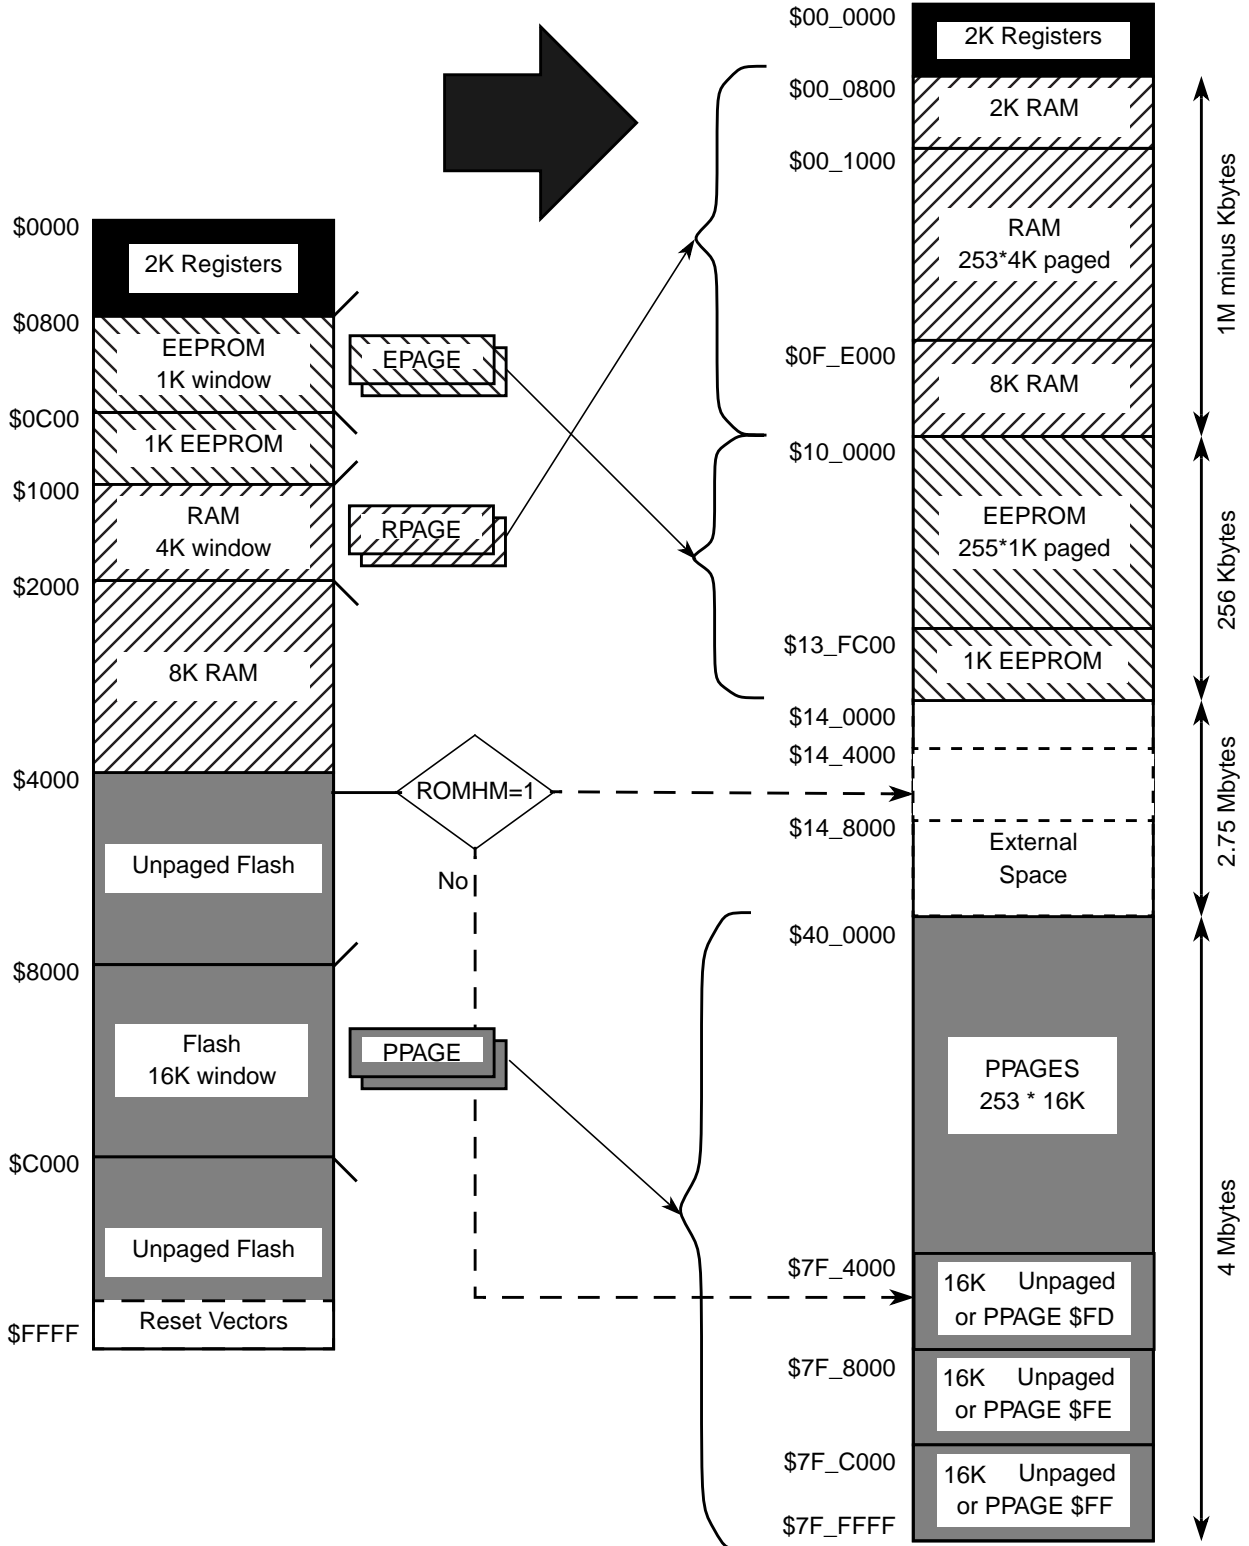 $0000
2K Registers
$0800
EEPROM
1K window
$0C00
1K EEPROM
$1000
RAM
4K window
$2000
8K RAM
$4000
Unpaged Flash
$8000
Flash
16K window
$C000
Unpaged Flash
Reset Vectors
$FFFF
EPAGE
RPAGE
ROMHM=1
No
PPAGE
$00_0000
2K Registers
$00_0800
2K RAM
$00_1000
RAM
253*4K paged
$0F_E000
8K RAM
$10_0000
EEPROM
255*1K paged
$13_FC00
1K EEPROM
$14_0000
$14_4000
$14_8000
External
Space
$40_0000
PPAGES
253 * 16K
$7F_4000
16K Unpaged
or PPAGE $FD
$7F_8000
16K Unpaged
or PPAGE $FE
$7F_C000
16K Unpaged
or PPAGE $FF
$7F_FFFF
1M minus Kbytes
256 Kbytes
2.75 Mbytes
4 Mbytes